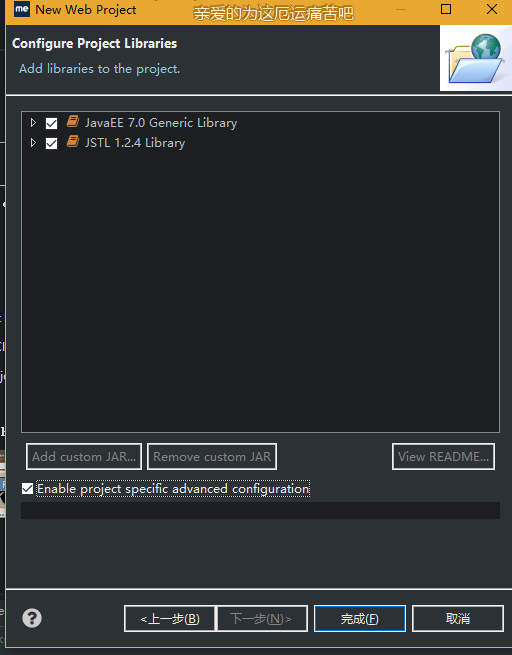 me New Web Project
亲爱的为这厄运痛苦吧
Configure Project Libraries
Add libraries to the project.
JavaEE 7.0 Generic Library
JSTL 1.2.4 Library
Add custom JAR...
Remove custom JAR
View README...
Enable project specific advanced configuration
?
<上一步(B)
下一步(N)>
完成(F)
取消